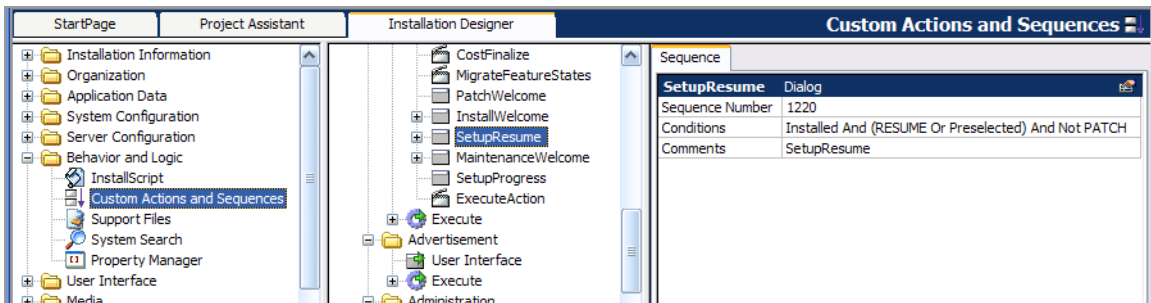 StartPage
Project Assistant
Installation Designer
Custom Actions and Sequences
Installation Information
Organization
Application Data
System Configuration
Server Configuration
Behavior and Logic
InstallScript
Custom Actions and Sequences
Support Files
System Search
Property Manager
User Interface
Media
CostFinalize
MigrateFeatureStates
PatchWelcome
InstallWelcome
SetupResume
MaintenanceWelcome
SetupProgress
ExecuteAction
Execute
Advertisement
User Interface
Execute
Administration
Sequence
SetupResume Dialog
Sequence Number 1220
Conditions Installed And (RESUME Or Preselected) And Not PATCH
Comments SetupResume